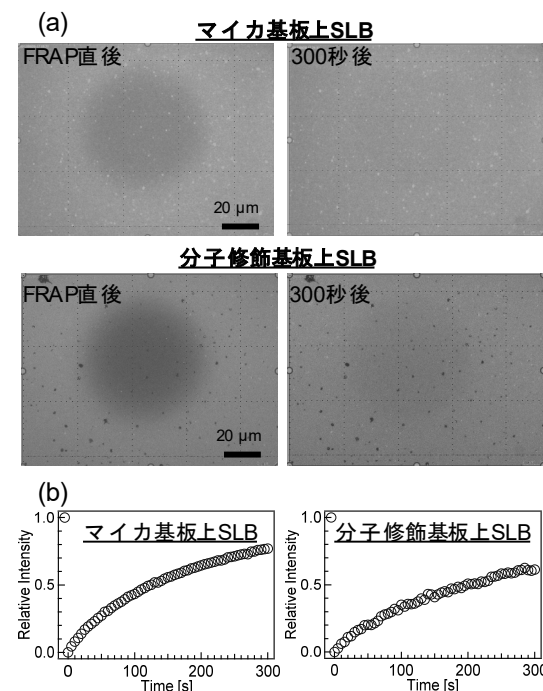 (a)
マイカ基板上SLB
FRAP直後
300秒後
20 μm
分子修飾基板上SLB
FRAP直後
300秒後
20 μm
(b)
マイカ基板上SLB
分子修飾基板上SLB
Relative Intensity
1.0
0.5
0.0
0
100
200
300
Time [s]
Relative Intensity
1.0
0.5
0.0
0
100
200
300
Time [s]